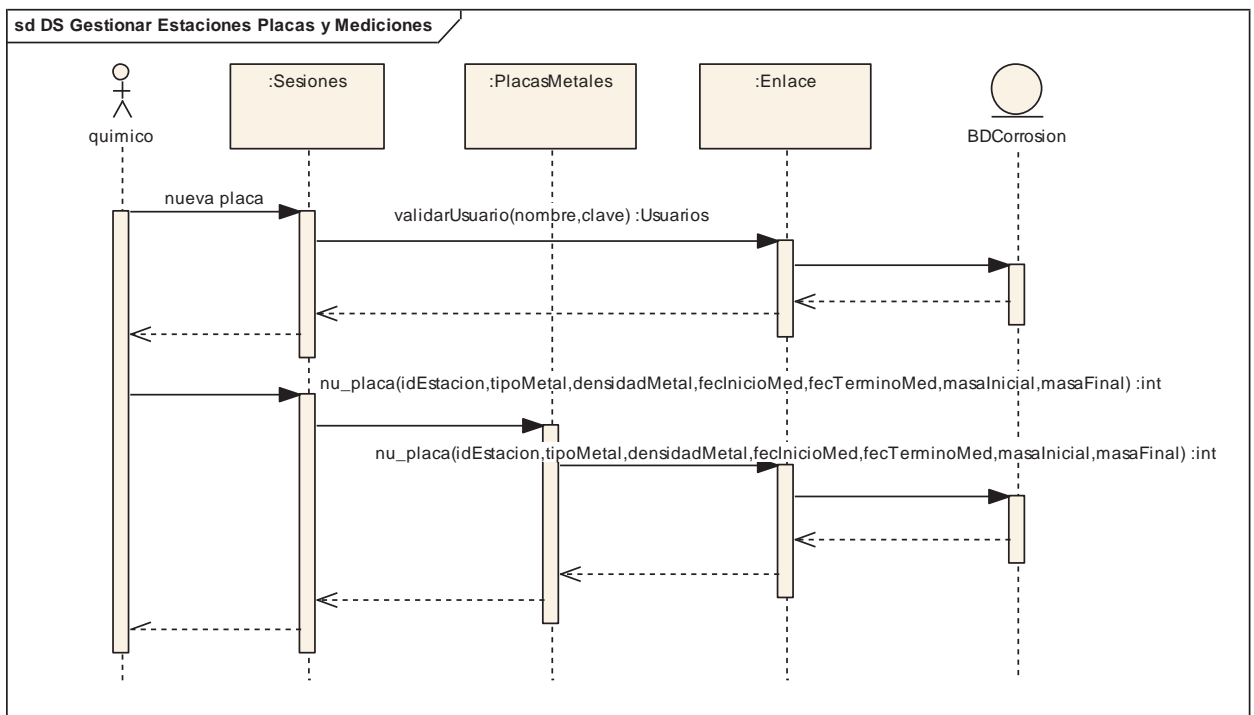 sd DS Gestionar Estaciones Placas y Mediciones
quimico
:Sesiones
:PlacasMetales
:Enlace
BDCorrosion
nueva placa
validarUsuario(nombre,clave) :Usuarios
nu_placa(idEstacion,tipoMetal,densidadMetal,fecInicioMed,fecTerminoMed,masaInicial,masaFinal) :int
nu_placa(idEstacion,tipoMetal,densidadMetal,fecInicioMed,fecTerminoMed,masaInicial,masaFinal) :int